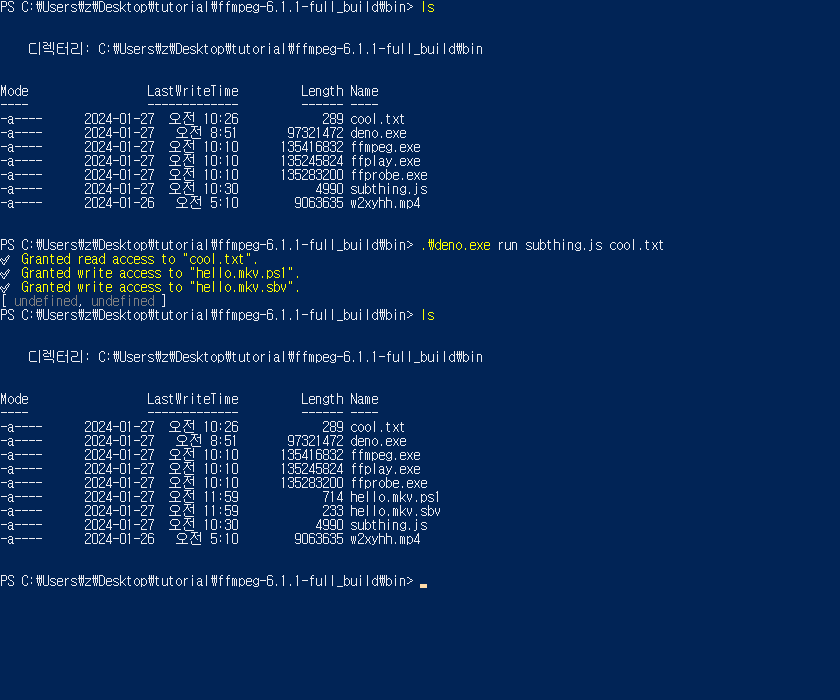 PS C:₩Users₩z₩Desktop₩tutorial₩ffmpeg-6.1.1-full_build₩bin> ls
디렉터리: C:₩Users₩z₩Desktop₩tutorial₩ffmpeg-6.1.1-full_build₩bin
Mode                 LastWriteTime         Length Name
----                 -------------         ------ ----
-a----      2024-01-27  오전 10:26            289 cool.txt
-a----      2024-01-27   오전 8:51       97321472 deno.exe
-a----      2024-01-27  오전 10:10      135416832 ffmpeg.exe
-a----      2024-01-27  오전 10:10      135245824 ffplay.exe
-a----      2024-01-27  오전 10:10      135283200 ffprobe.exe
-a----      2024-01-27  오전 10:30           4990 subthing.js
-a----      2024-01-26   오전 5:10        9063635 w2xyhh.mp4
PS C:₩Users₩z₩Desktop₩tutorial₩ffmpeg-6.1.1-full_build₩bin> .₩deno.exe run subthing.js cool.txt
✔ Granted read access to "cool.txt".
✔ Granted write access to "hello.mkv.ps1".
✔ Granted write access to "hello.mkv.sbv".
[ undefined, undefined ]
PS C:₩Users₩z₩Desktop₩tutorial₩ffmpeg-6.1.1-full_build₩bin> ls
디렉터리: C:₩Users₩z₩Desktop₩tutorial₩ffmpeg-6.1.1-full_build₩bin
Mode                 LastWriteTime         Length Name
----                 -------------         ------ ----
-a----      2024-01-27  오전 10:26            289 cool.txt
-a----      2024-01-27   오전 8:51       97321472 deno.exe
-a----      2024-01-27  오전 10:10      135416832 ffmpeg.exe
-a----      2024-01-27  오전 10:10      135245824 ffplay.exe
-a----      2024-01-27  오전 10:10      135283200 ffprobe.exe
-a----      2024-01-27  오전 11:59            714 hello.mkv.ps1
-a----      2024-01-27  오전 11:59            233 hello.mkv.sbv
-a----      2024-01-27  오전 10:30           4990 subthing.js
-a----      2024-01-26   오전 5:10        9063635 w2xyhh.mp4
PS C:₩Users₩z₩Desktop₩tutorial₩ffmpeg-6.1.1-full_build₩bin>